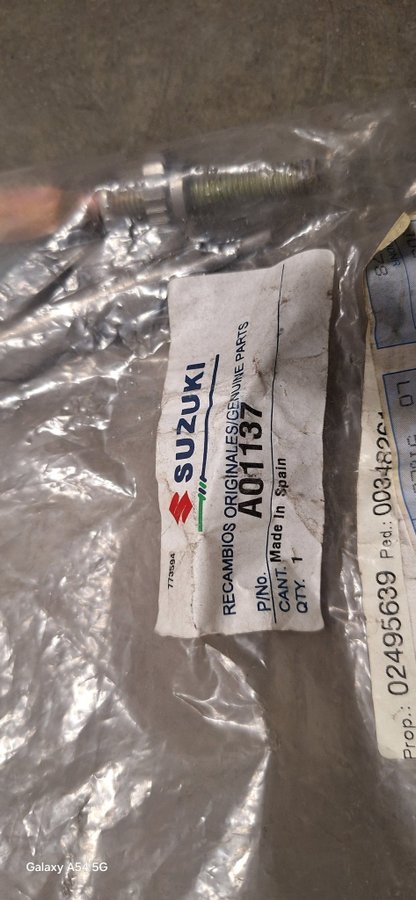 SUZUKI
RECAMBIOS ORIGINALES/GENUINE PARTS
P/No. A01137
CANT. Made In Spain
QTY. 1
773594
Prop.: 02495639 Ped.:
Galaxy A54 5G